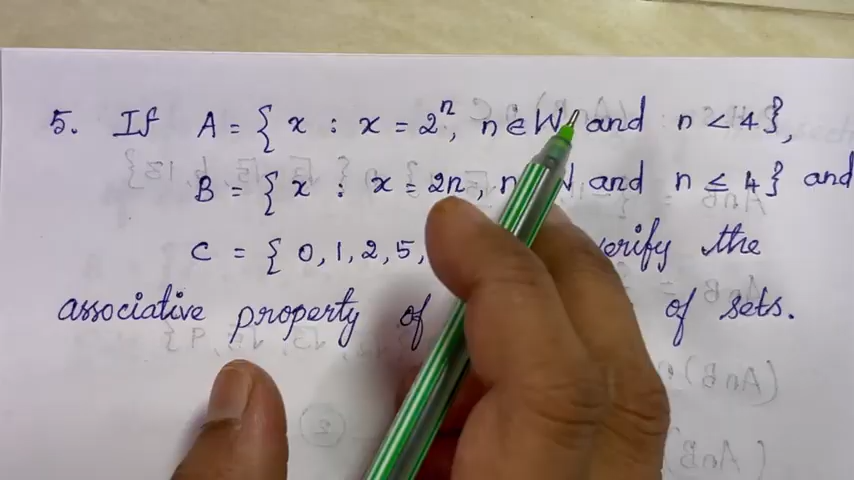 5. If A = { x : x = 2ⁿ, n ∈ W and n < 4 },
B = { x : x = 2n, n and n ≤ 4 } and
C = { 0, 1, 2, 5, verify the
associative property of of sets.